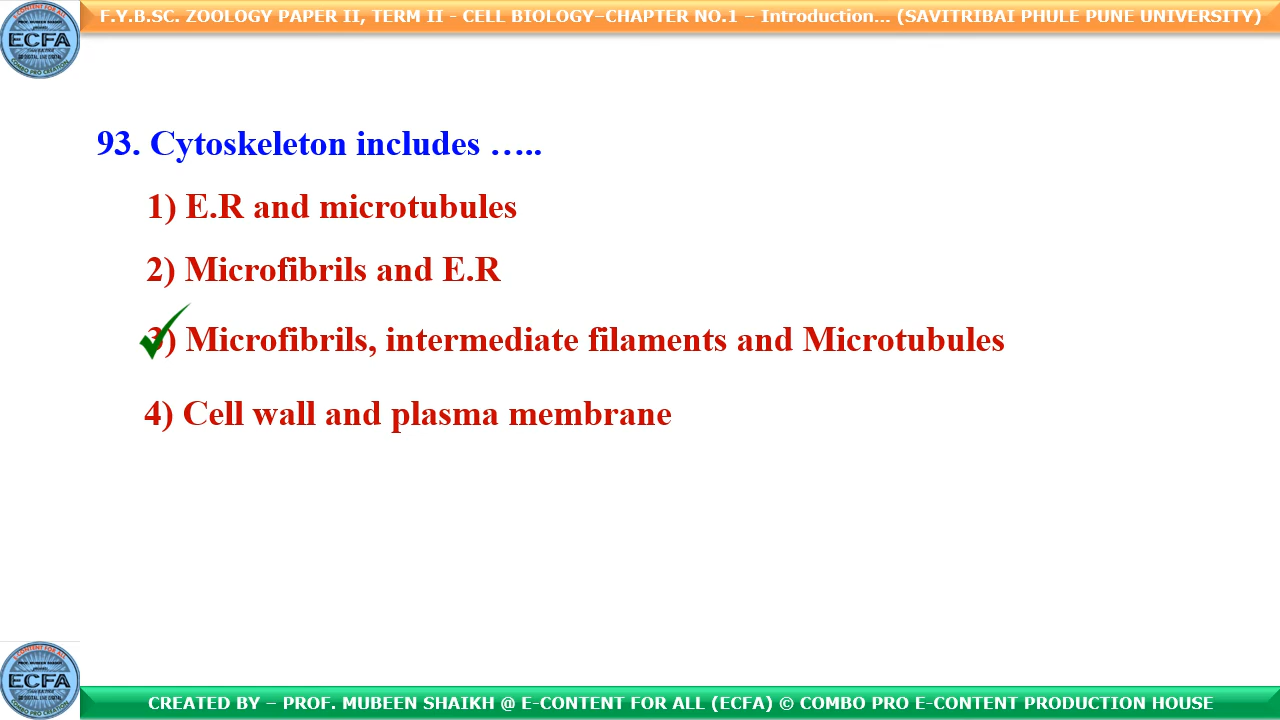 F.Y.B.SC. ZOOLOGY PAPER II, TERM II - CELL BIOLOGY–CHAPTER NO.1 – Introduction... (SAVITRIBAI PHULE PUNE UNIVERSITY)
ECFA
93. Cytoskeleton includes …..
1) E.R and microtubules
2) Microfibrils and E.R
3) Microfibrils, intermediate filaments and Microtubules
4) Cell wall and plasma membrane
ECFA
CREATED BY – PROF. MUBEEN SHAIKH @ E-CONTENT FOR ALL (ECFA) © COMBO PRO E-CONTENT PRODUCTION HOUSE